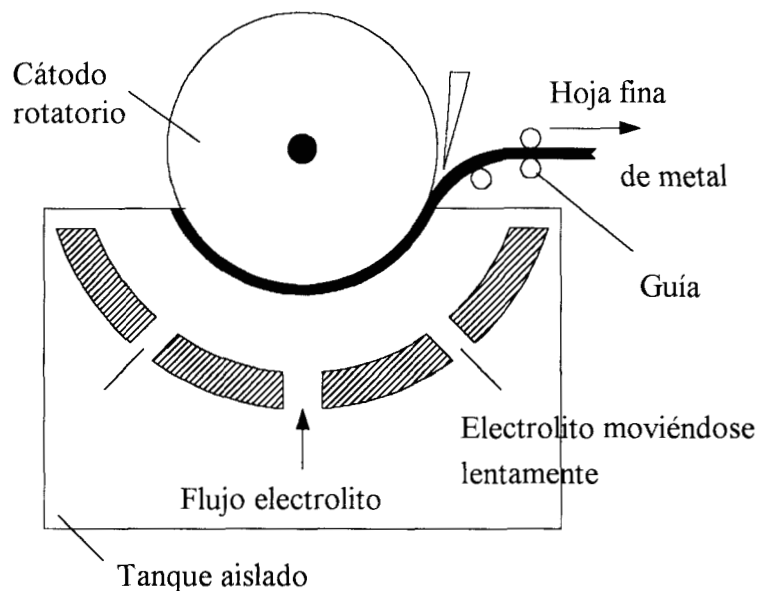 Cátodo
rotatorio
Hoja fina
de metal
Guía
Electrolito moviéndose
lentamente
Flujo electrolito
Tanque aislado